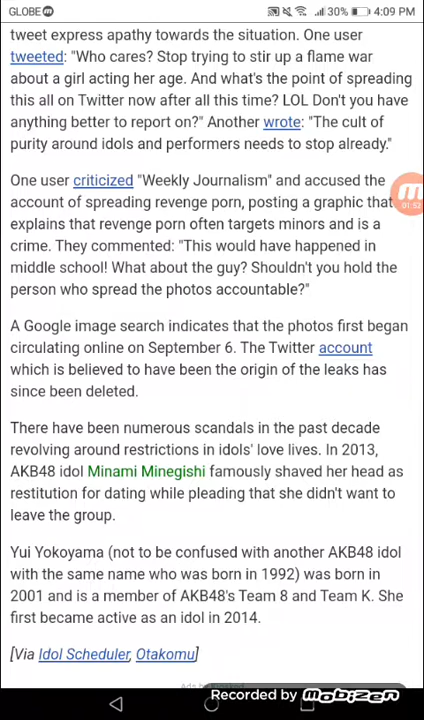 GLOBE 30% 4:09 PM
tweet express apathy towards the situation. One user
tweeted: "Who cares? Stop trying to stir up a flame war
about a girl acting her age. And what's the point of spreading
this all on Twitter now after all this time? LOL Don't you have
anything better to report on?" Another wrote: "The cult of
purity around idols and performers needs to stop already."
One user criticized "Weekly Journalism" and accused the
account of spreading revenge porn, posting a graphic that
explains that revenge porn often targets minors and is a
crime. They commented: "This would have happened in
middle school! What about the guy? Shouldn't you hold the
person who spread the photos accountable?"
01:52
A Google image search indicates that the photos first began
circulating online on September 6. The Twitter account
which is believed to have been the origin of the leaks has
since been deleted.
There have been numerous scandals in the past decade
revolving around restrictions in idols' love lives. In 2013,
AKB48 idol Minami Minegishi famously shaved her head as
restitution for dating while pleading that she didn't want to
leave the group.
Yui Yokoyama (not to be confused with another AKB48 idol
with the same name who was born in 1992) was born in
2001 and is a member of AKB48's Team 8 and Team K. She
first became active as an idol in 2014.
[Via Idol Scheduler, Otakomu]
Recorded by Mobizen